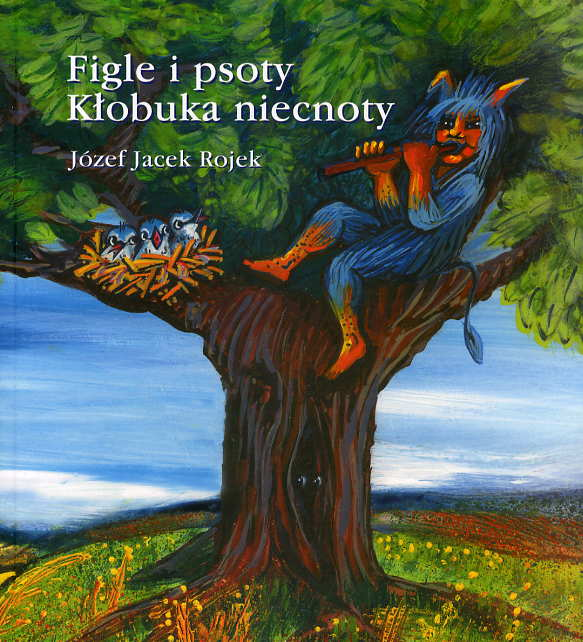 Figle i psoty
Kłobuka niecnoty
Józef Jacek Rojek